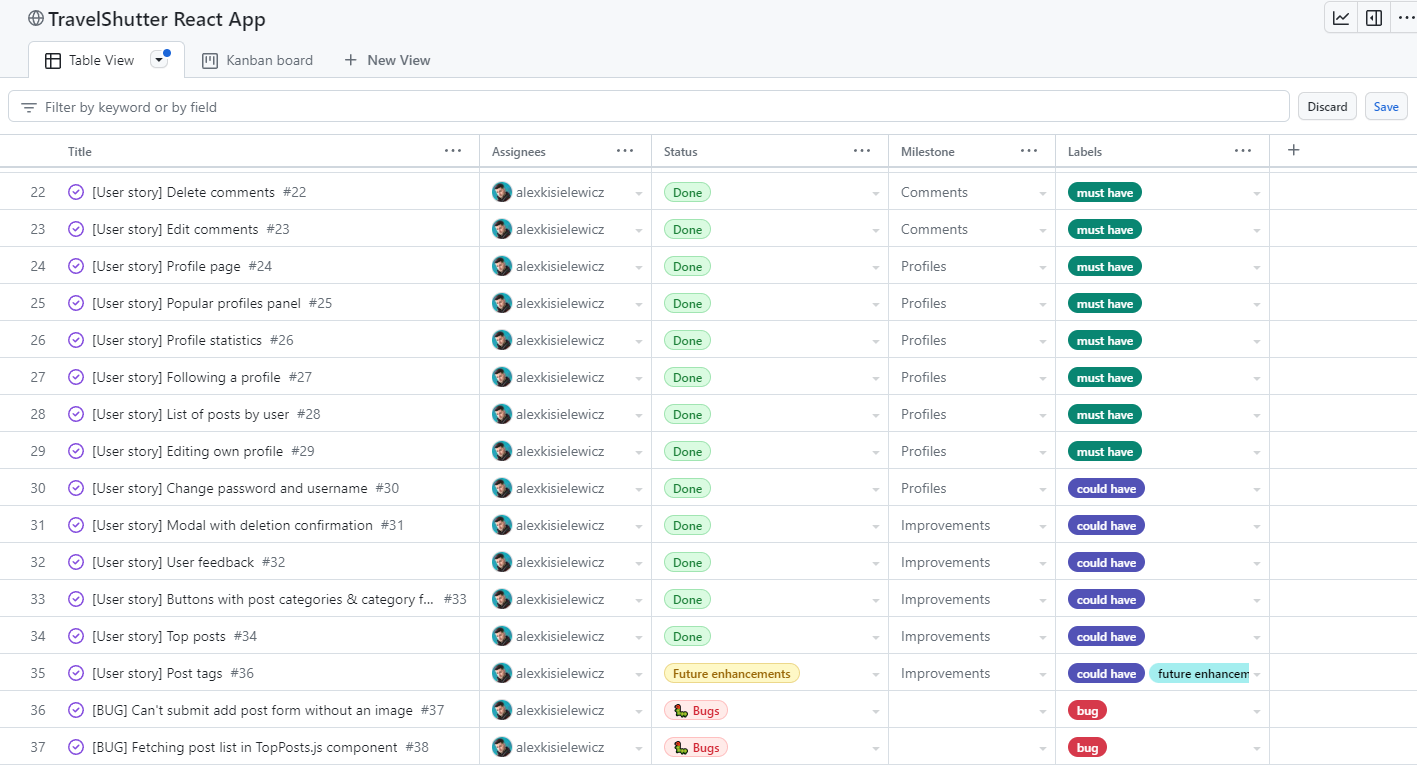 TravelShutter React App
Table View Kanban board New View
Filter by keyword or by field Discard Save
Title Assignees Status Milestone Labels
22 [User story] Delete comments #22 alexkisielewicz Done Comments must have
23 [User story] Edit comments #23 alexkisielewicz Done Comments must have
24 [User story] Profile page #24 alexkisielewicz Done Profiles must have
25 [User story] Popular profiles panel #25 alexkisielewicz Done Profiles must have
26 [User story] Profile statistics #26 alexkisielewicz Done Profiles must have
27 [User story] Following a profile #27 alexkisielewicz Done Profiles must have
28 [User story] List of posts by user #28 alexkisielewicz Done Profiles must have
29 [User story] Editing own profile #29 alexkisielewicz Done Profiles must have
30 [User story] Change password and username #30 alexkisielewicz Done Profiles could have
31 [User story] Modal with deletion confirmation #31 alexkisielewicz Done Improvements could have
32 [User story] User feedback #32 alexkisielewicz Done Improvements could have
33 [User story] Buttons with post categories & category f... #33 alexkisielewicz Done Improvements could have
34 [User story] Top posts #34 alexkisielewicz Done Improvements could have
35 [User story] Post tags #36 alexkisielewicz Future enhancements Improvements could have future enhancem
36 [BUG] Can't submit add post form without an image #37 alexkisielewicz Bugs bug
37 [BUG] Fetching post list in TopPosts.js component #38 alexkisielewicz Bugs bug